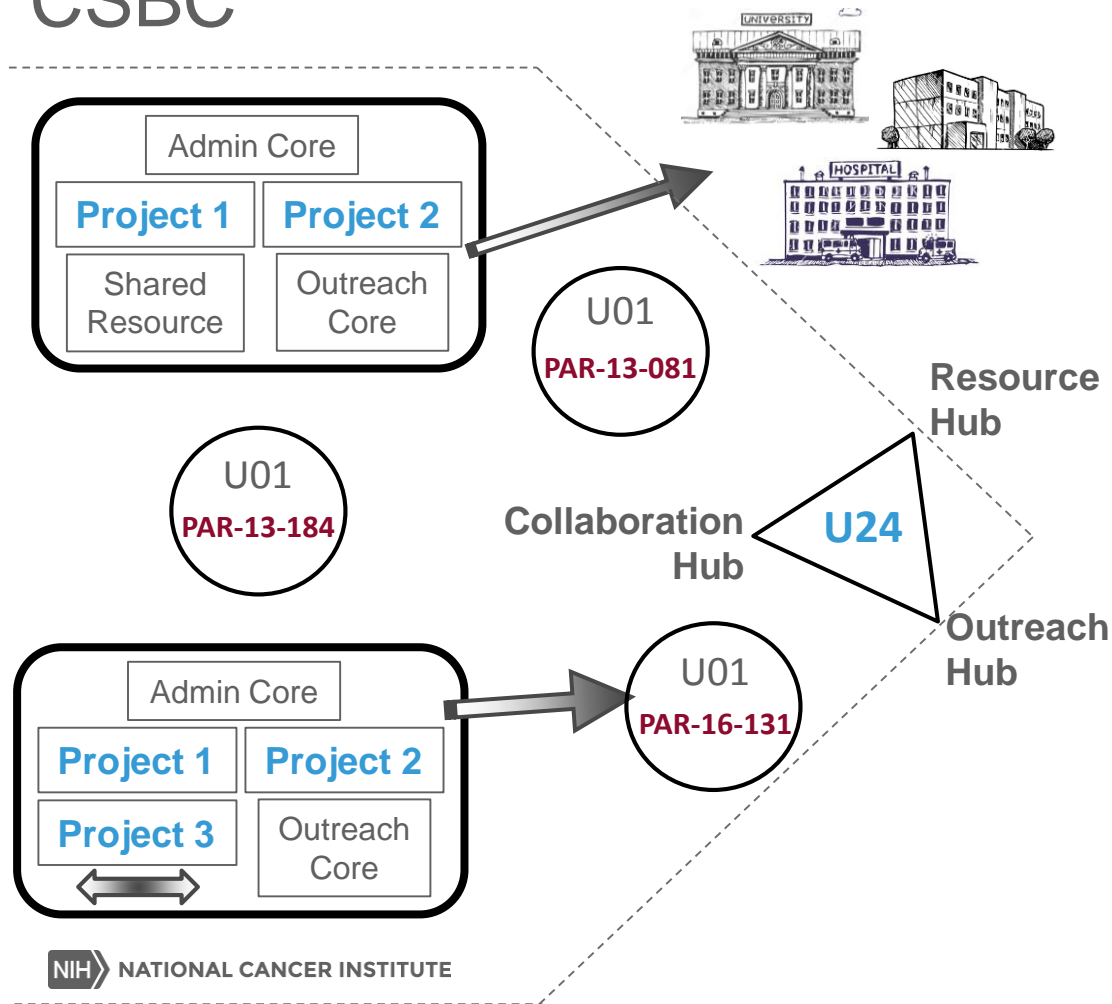 CSBC
UNIVERSITY
HOSPITAL
Admin Core
Project 1
Project 2
Shared
Resource
Outreach
Core
U01
PAR-13-081
Resource
Hub
U01
PAR-13-184
Collaboration
Hub
U24
Outreach
Hub
Admin Core
Project 1
Project 2
Project 3
Outreach
Core
U01
PAR-16-131
NIH NATIONAL CANCER INSTITUTE